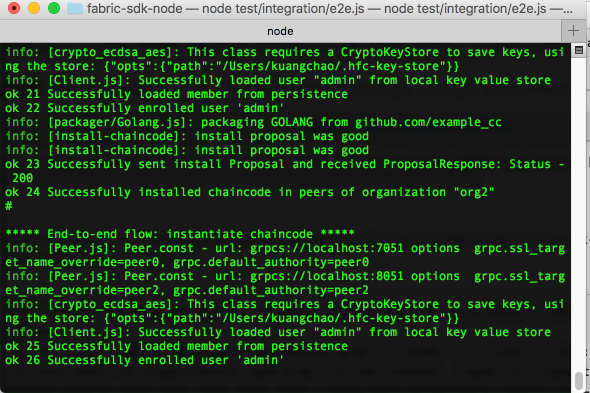 fabric-sdk-node — node test/integration/e2e.js — node test/integration/e2e.js —...
node
info: [crypto_ecdsa_aes]: This class requires a CryptoKeyStore to save keys, usi
ng the store: {"opts":{"path":"/Users/kuangchao/.hfc-key-store"}}
info: [Client.js]: Successfully loaded user "admin" from local key value store
ok 21 Successfully loaded member from persistence
ok 22 Successfully enrolled user 'admin'
info: [packager/Golang.js]: packaging GOLANG from github.com/example_cc
info: [install-chaincode]: install proposal was good
info: [install-chaincode]: install proposal was good
ok 23 Successfully sent install Proposal and received ProposalResponse: Status -
200
ok 24 Successfully installed chaincode in peers of organization "org2"
#
***** End-to-end flow: instantiate chaincode *****
info: [Peer.js]: Peer.const - url: grpcs://localhost:7051 options  grpc.ssl_targ
et_name_override=peer0, grpc.default_authority=peer0
info: [Peer.js]: Peer.const - url: grpcs://localhost:8051 options  grpc.ssl_targ
et_name_override=peer2, grpc.default_authority=peer2
info: [crypto_ecdsa_aes]: This class requires a CryptoKeyStore to save keys, usi
ng the store: {"opts":{"path":"/Users/kuangchao/.hfc-key-store"}}
info: [Client.js]: Successfully loaded user "admin" from local key value store
ok 25 Successfully loaded member from persistence
ok 26 Successfully enrolled user 'admin'